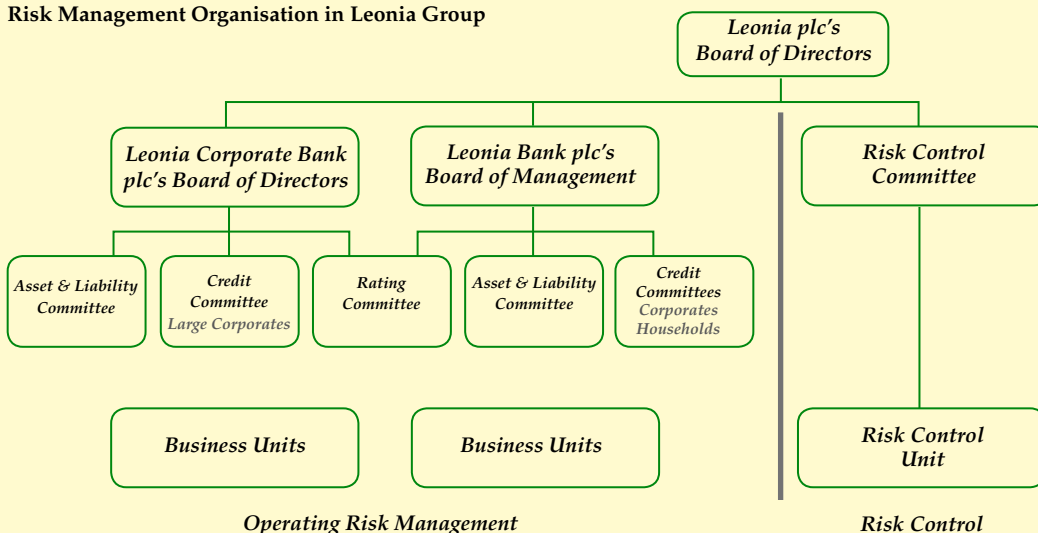 Risk Management Organisation in Leonia Group
Leonia plc's
Board of Directors
Leonia Corporate Bank
plc's Board of Directors
Leonia Bank plc's
Board of Management
Risk Control
Committee
Asset & Liability
Committee
Credit
Committee
Large Corporates
Rating
Committee
Asset & Liability
Committee
Credit
Committees
Corporates
Households
Business Units
Business Units
Risk Control
Unit
Operating Risk Management
Risk Control